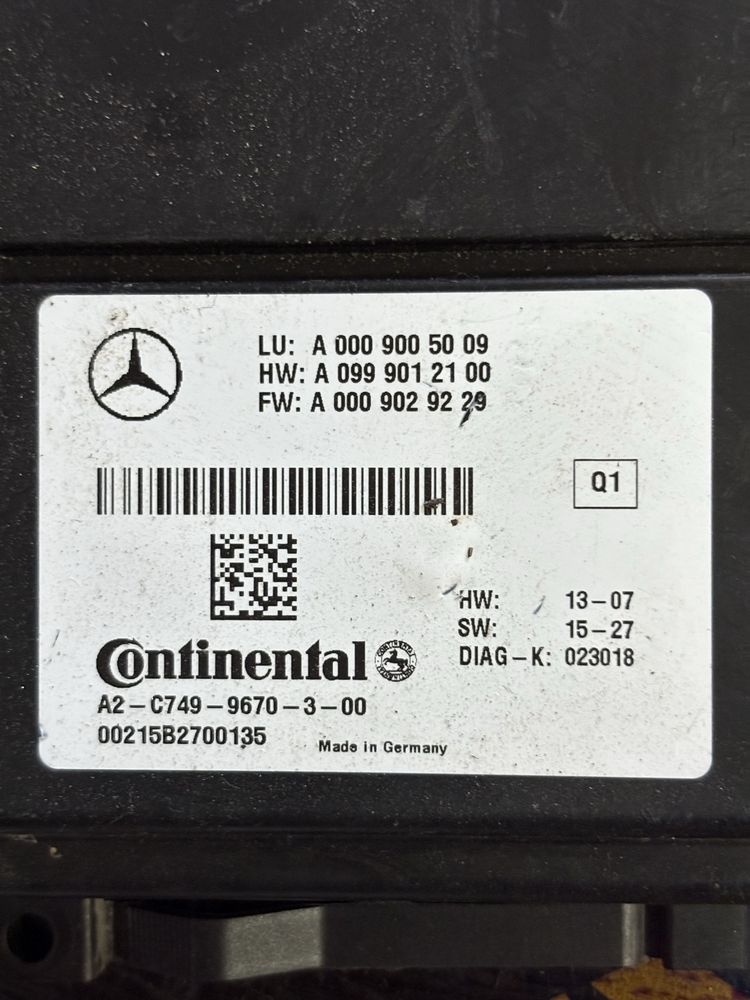 LU: A 000 900 50 09
HW: A 099 901 21 00
FW: A 000 902 92 29
Q1
HW: 13-07
SW: 15-27
DIAG-K: 023018
Continental
A2-C749-9670-3-00
00215B2700135
Made in Germany